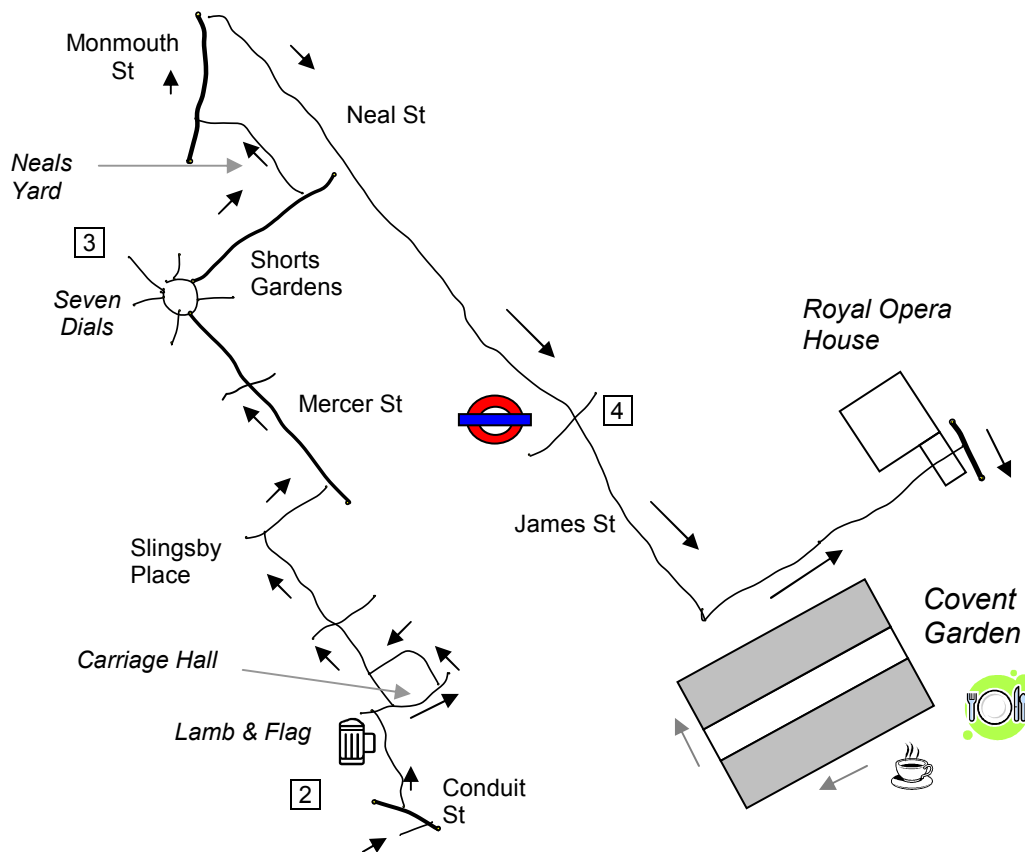 Monmouth
St
Neal St
Neals
Yard
3
Shorts
Gardens
Seven
Dials
Royal Opera
House
Mercer St
4
James St
Slingsby
Place
Covent
Garden
Carriage Hall
Lamb & Flag
2
Conduit
St